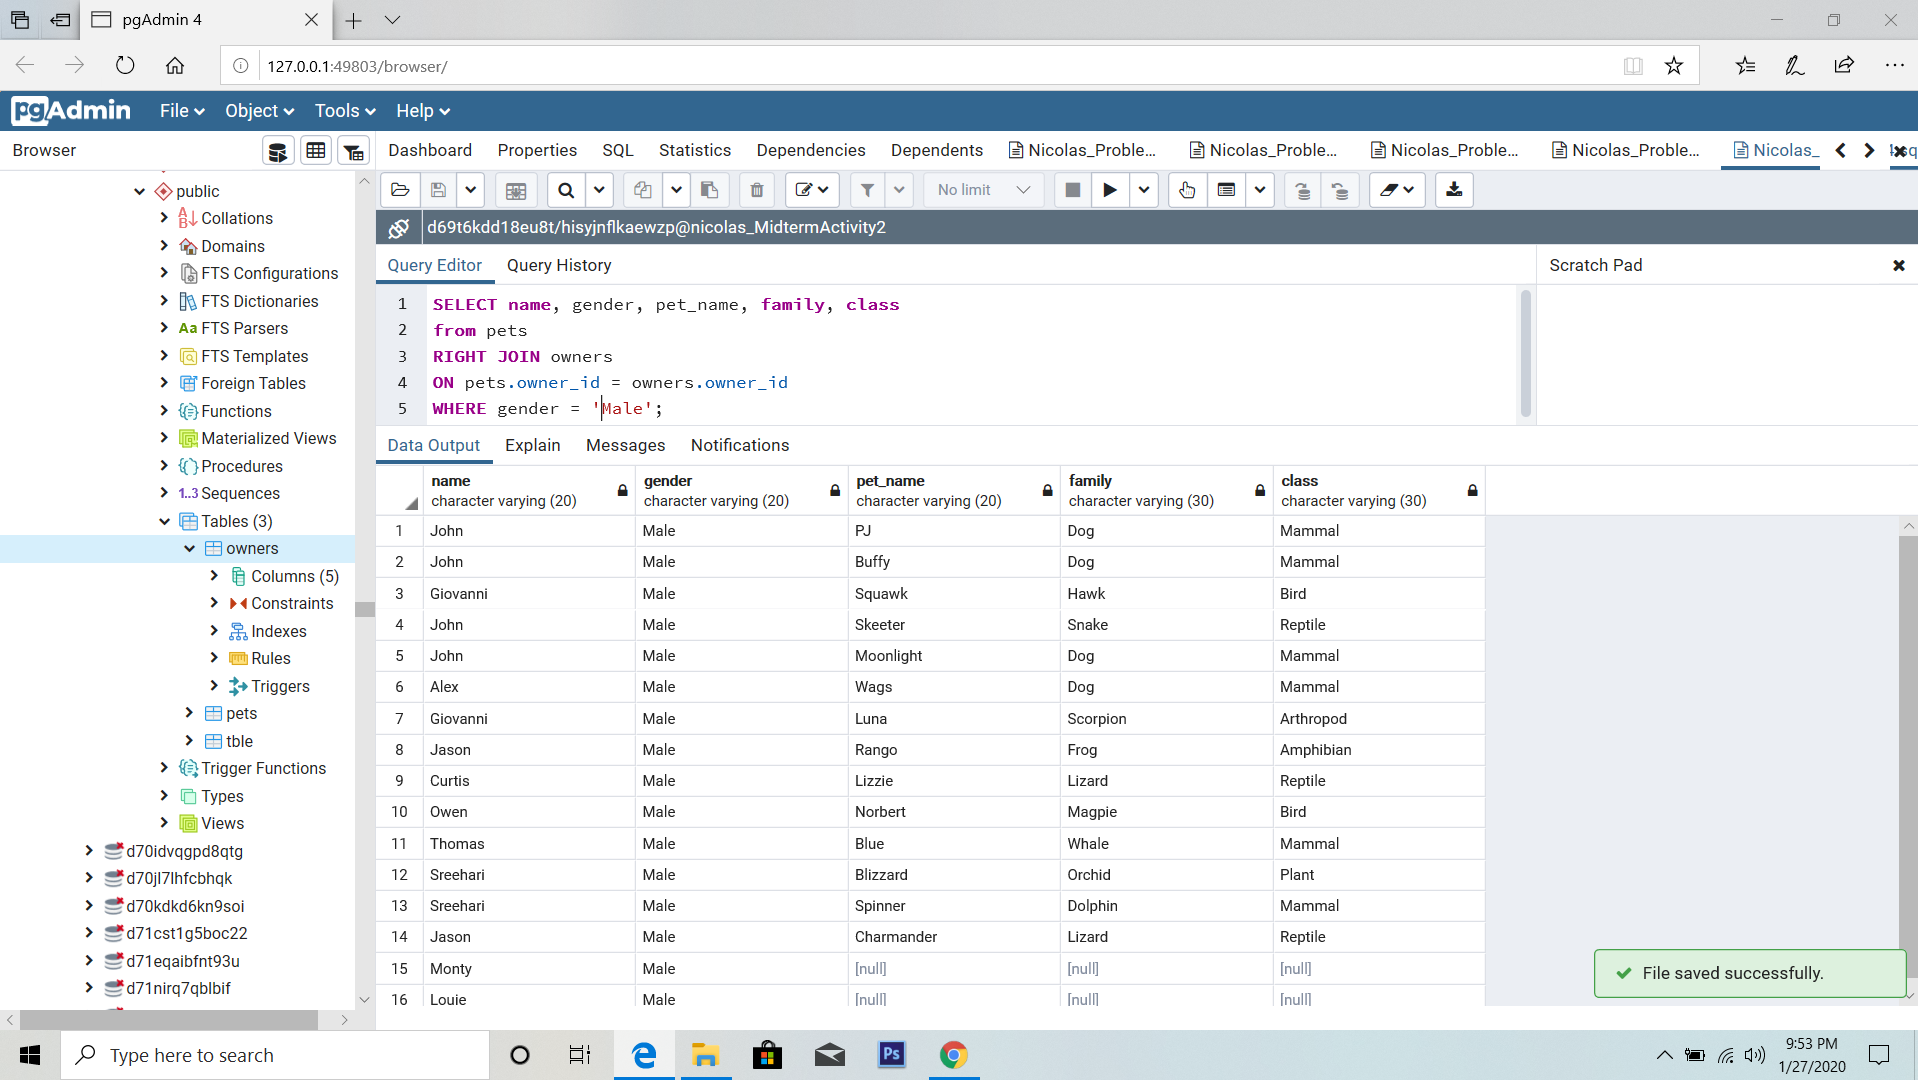 pgAdmin 4
127.0.0.1:49803/browser/
pgAdmin File Object Tools Help
Browser
Dashboard Properties SQL Statistics Dependencies Dependents Nicolas_Proble... Nicolas_Proble... Nicolas_Proble... Nicolas_Proble... Nicolas_
No limit
d69t6kdd18eu8t/hisyjnflkaewzp@nicolas_MidtermActivity2
Query Editor Query History
Scratch Pad
1 SELECT name, gender, pet_name, family, class
2 from pets
3 RIGHT JOIN owners
4 ON pets.owner_id = owners.owner_id
5 WHERE gender = 'Male';
public
Collations
Domains
FTS Configurations
FTS Dictionaries
Aa FTS Parsers
FTS Templates
Foreign Tables
Functions
Materialized Views
Procedures
1..3 Sequences
Tables (3)
owners
Columns (5)
Constraints
Indexes
Rules
Triggers
pets
tble
Trigger Functions
Types
Views
d70idvqgpd8qtg
d70jl7lhfcbhqk
d70kdkd6kn9soi
d71cst1g5boc22
d71eqaibfnt93u
d71nirq7qblbif
Data Output Explain Messages Notifications
name gender pet_name family class
character varying (20) character varying (20) character varying (20) character varying (30) character varying (30)
1 John Male PJ Dog Mammal
2 John Male Buffy Dog Mammal
3 Giovanni Male Squawk Hawk Bird
4 John Male Skeeter Snake Reptile
5 John Male Moonlight Dog Mammal
6 Alex Male Wags Dog Mammal
7 Giovanni Male Luna Scorpion Arthropod
8 Jason Male Rango Frog Amphibian
9 Curtis Male Lizzie Lizard Reptile
10 Owen Male Norbert Magpie Bird
11 Thomas Male Blue Whale Mammal
12 Sreehari Male Blizzard Orchid Plant
13 Sreehari Male Spinner Dolphin Mammal
14 Jason Male Charmander Lizard Reptile
15 Monty Male [null] [null] [null]
16 Louie Male [null] [null] [null]
File saved successfully.
Type here to search
Ps
9:53 PM
1/27/2020